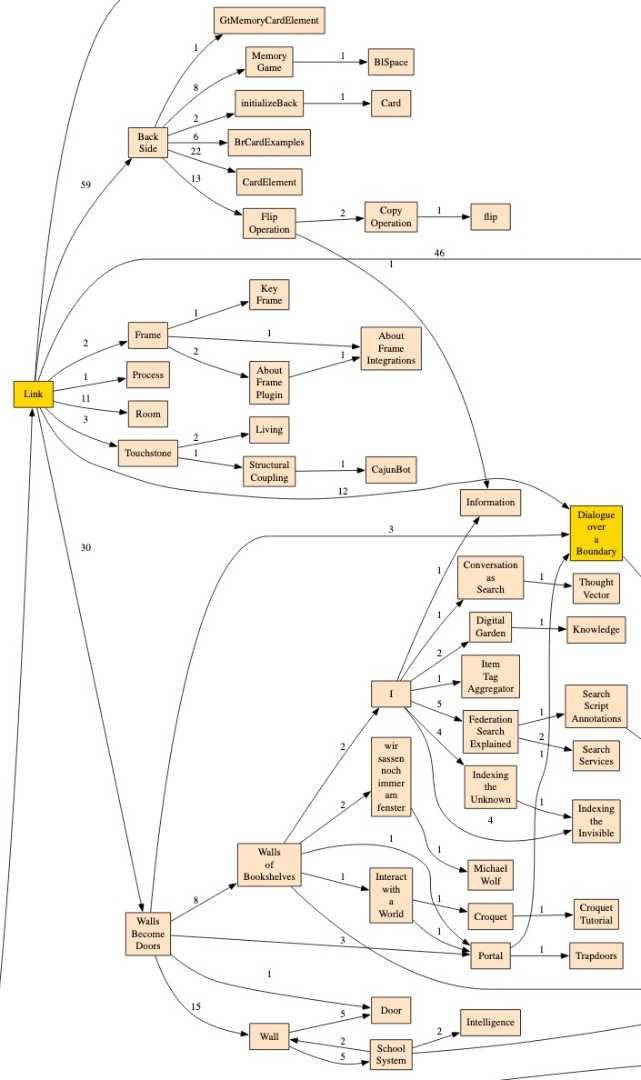 GtMemoryCardElement
1
Memory
Game
1
BlSpace
8
initializeBack
1
Card
2
Back
Side
6
BrCardExamples
22
CardElement
13
59
Flip
Operation
2
Copy
Operation
1
flip
46
1
Key
Frame
1
Frame
2
1
About
Frame
Integrations
2
About
Frame
Plugin
1
Link
1
Process
11
Room
3
Touchstone
2
Living
1
Structural
Coupling
1
CajunBot
12
Information
Dialogue
over
a
Boundary
3
30
1
Conversation
as
Search
1
Thought
Vector
1
Digital
Garden
1
Knowledge
2
Item
Tag
Aggregator
1
I
5
Federation
Search
Explained
1
Search
Script
Annotations
2
Search
Services
4
1
Indexing
the
Unknown
1
Indexing
the
Invisible
4
2
wir
sassen
noch
immer
am
fenster
2
1
Michael
Wolf
Walls
of
Bookshelves
1
1
Interact
with
a
World
1
Croquet
1
Croquet
Tutorial
1
8
Walls
Become
Doors
3
Portal
1
Trapdoors
1
Door
15
5
Wall
2
5
School
System
2
Intelligence